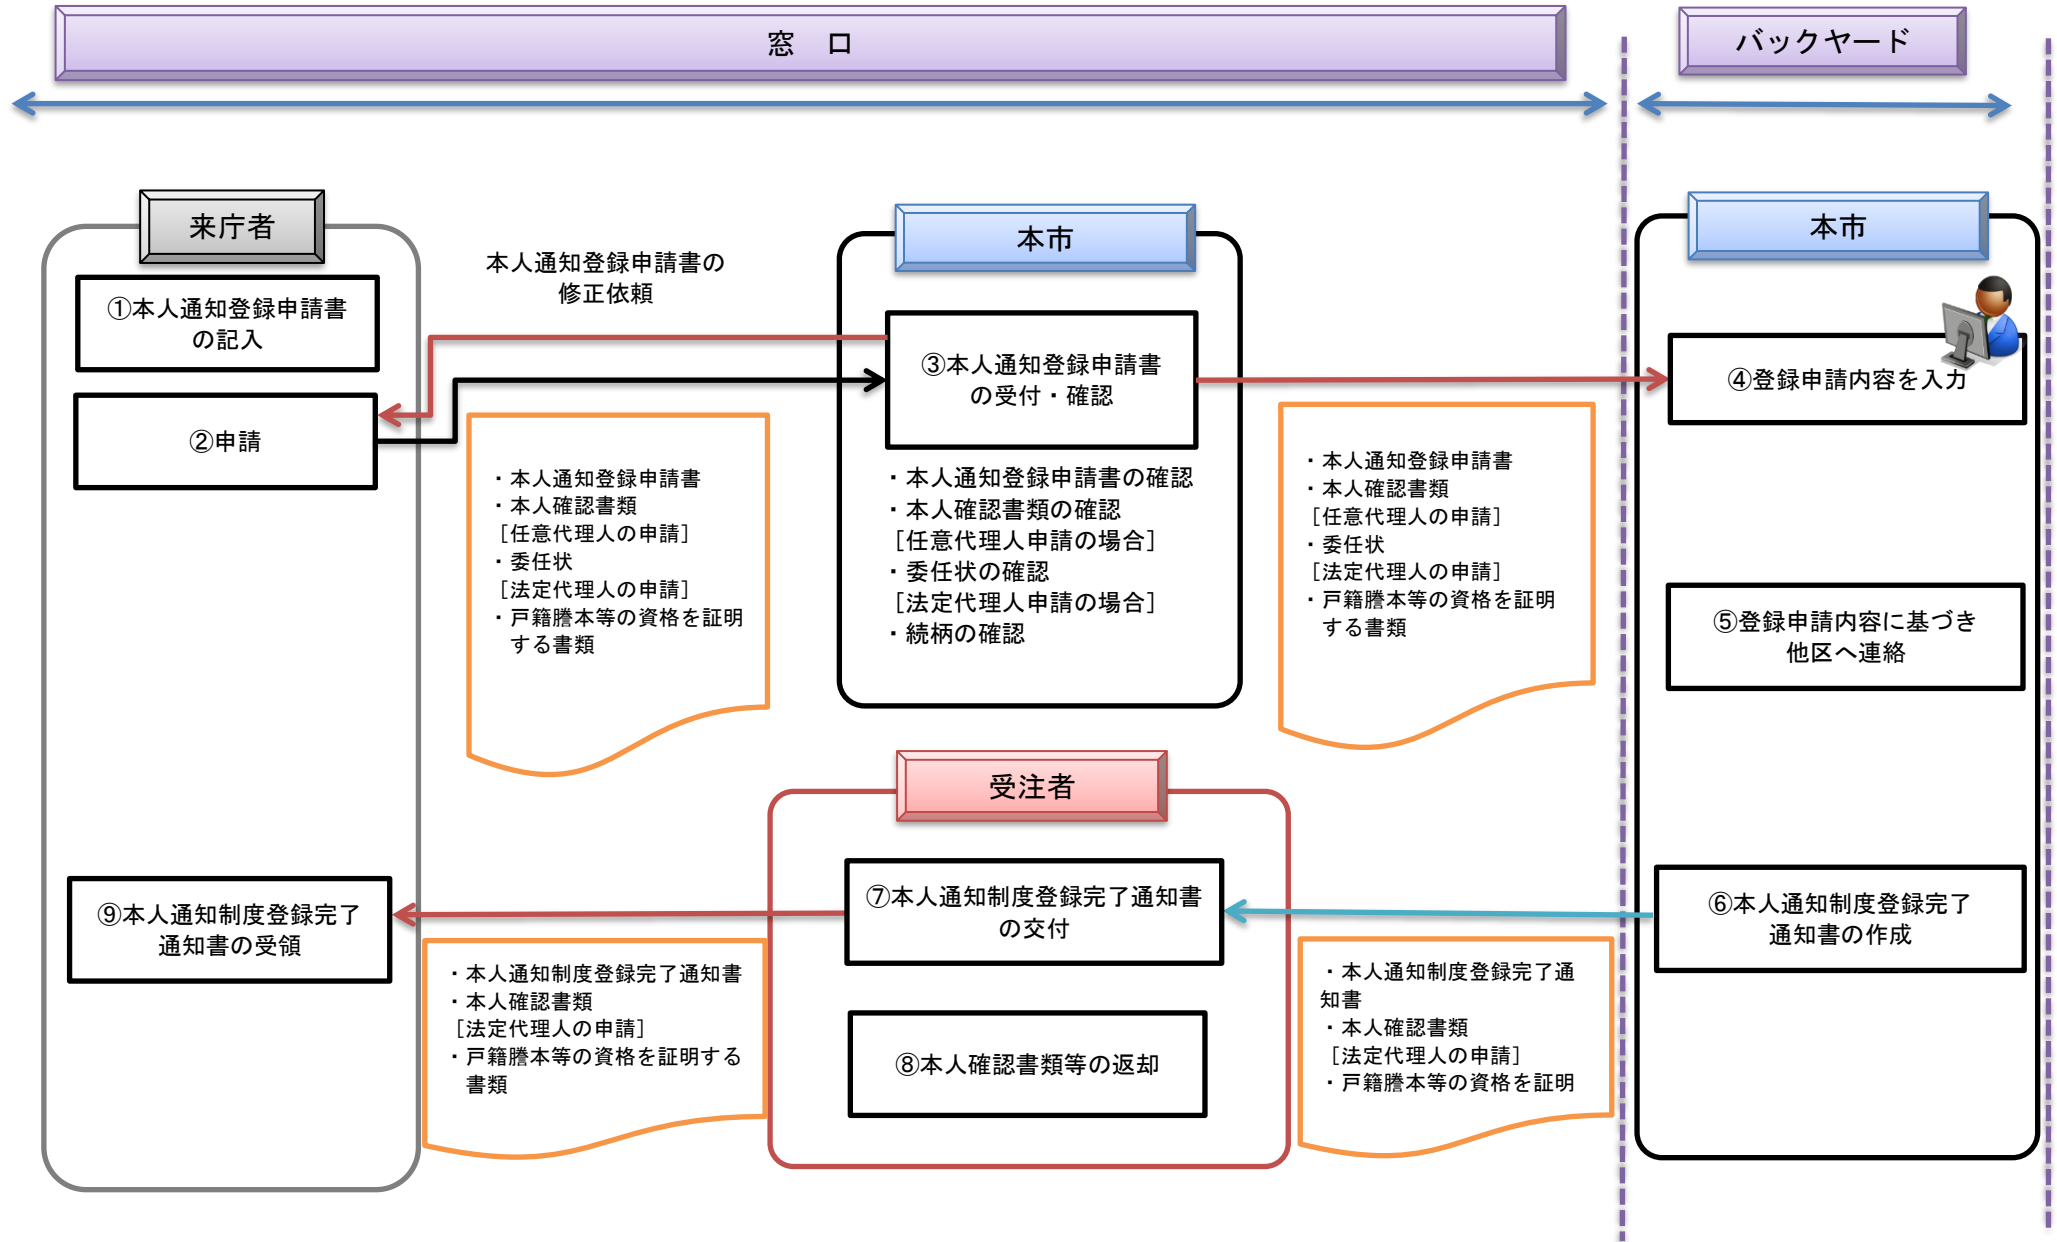 窓　口
バックヤード
来庁者
①本人通知登録申請書
の記入
②申請
本人通知登録申請書の
修正依頼
・本人通知登録申請書
・本人確認書類
［任意代理人の申請］
・委任状
［法定代理人の申請］
・戸籍謄本等の資格を証明
する書類
本市
③本人通知登録申請書
の受付・確認
・本人通知登録申請書の確認
・本人確認書類の確認
［任意代理人申請の場合］
・委任状の確認
［法定代理人申請の場合］
・続柄の確認
・本人通知登録申請書
・本人確認書類
［任意代理人の申請］
・委任状
［法定代理人の申請］
・戸籍謄本等の資格を証明
する書類
本市
④登録申請内容を入力
⑤登録申請内容に基づき
他区へ連絡
⑥本人通知制度登録完了
通知書の作成
・本人通知制度登録完了通
知書
・本人確認書類
［法定代理人の申請］
・戸籍謄本等の資格を証明
受注者
⑦本人通知制度登録完了通知書
の交付
⑧本人確認書類等の返却
・本人通知制度登録完了通知書
・本人確認書類
［法定代理人の申請］
・戸籍謄本等の資格を証明する
書類
⑨本人通知制度登録完了
通知書の受領